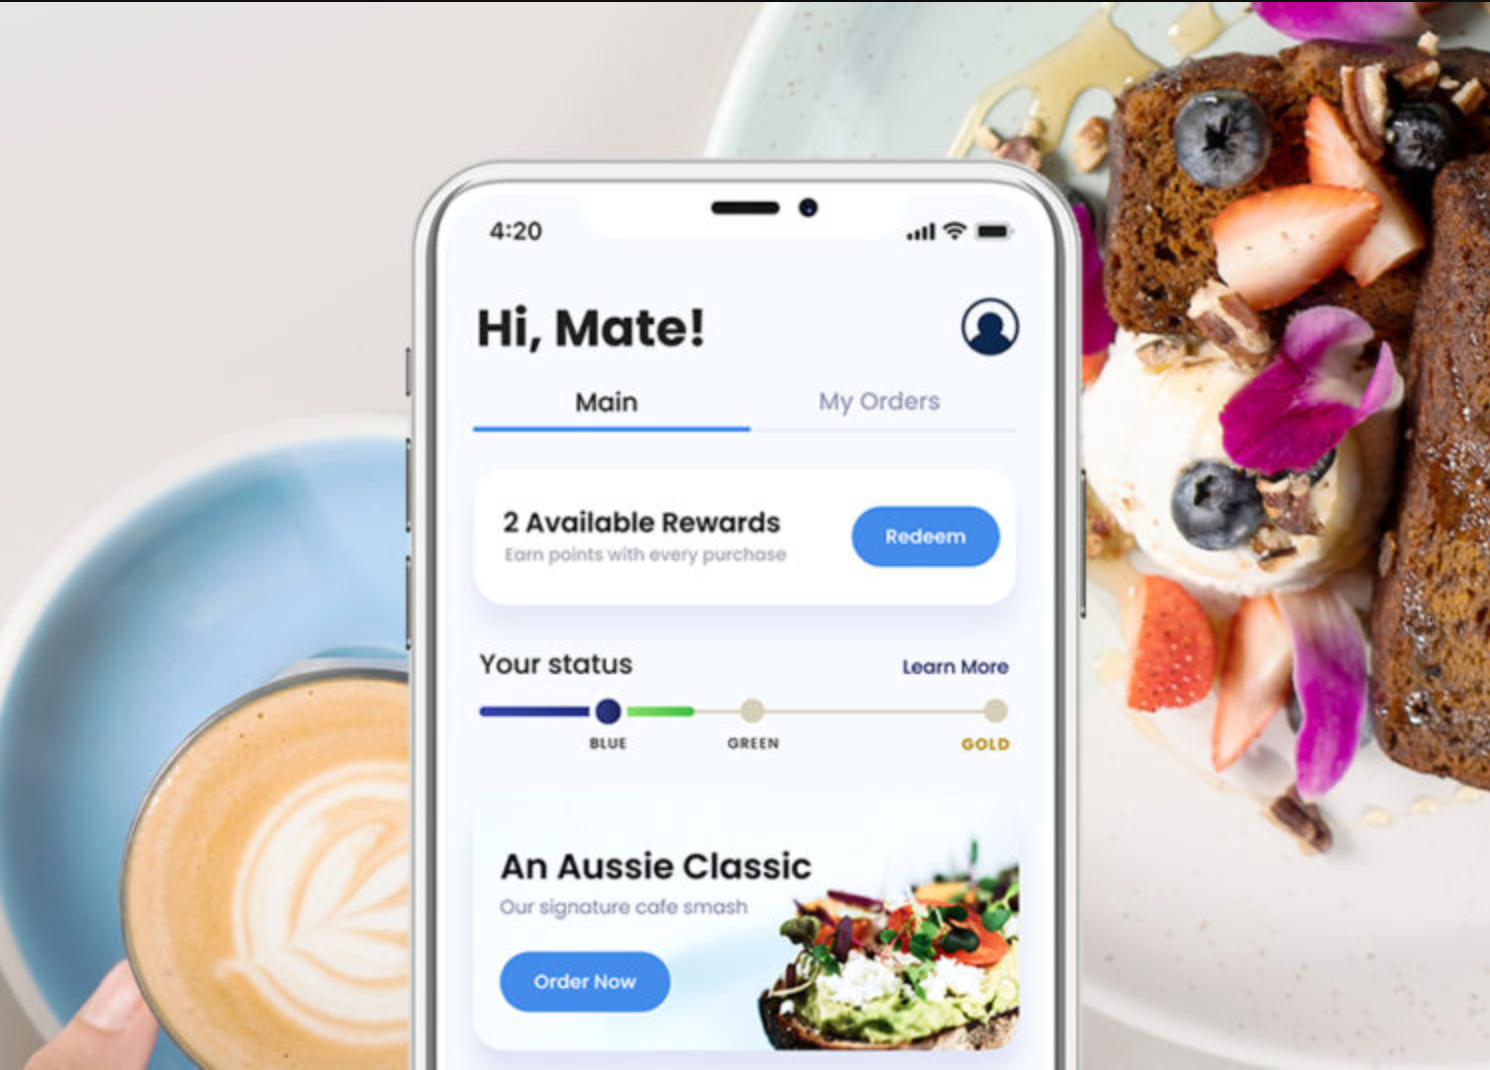 4:20
Hi, Mate!
Main
My Orders
2 Available Rewards
Earn points with every purchase
Redeem
Your status
Learn More
BLUE
GREEN
GOLD
An Aussie Classic
Our signature cafe smash
Order Now